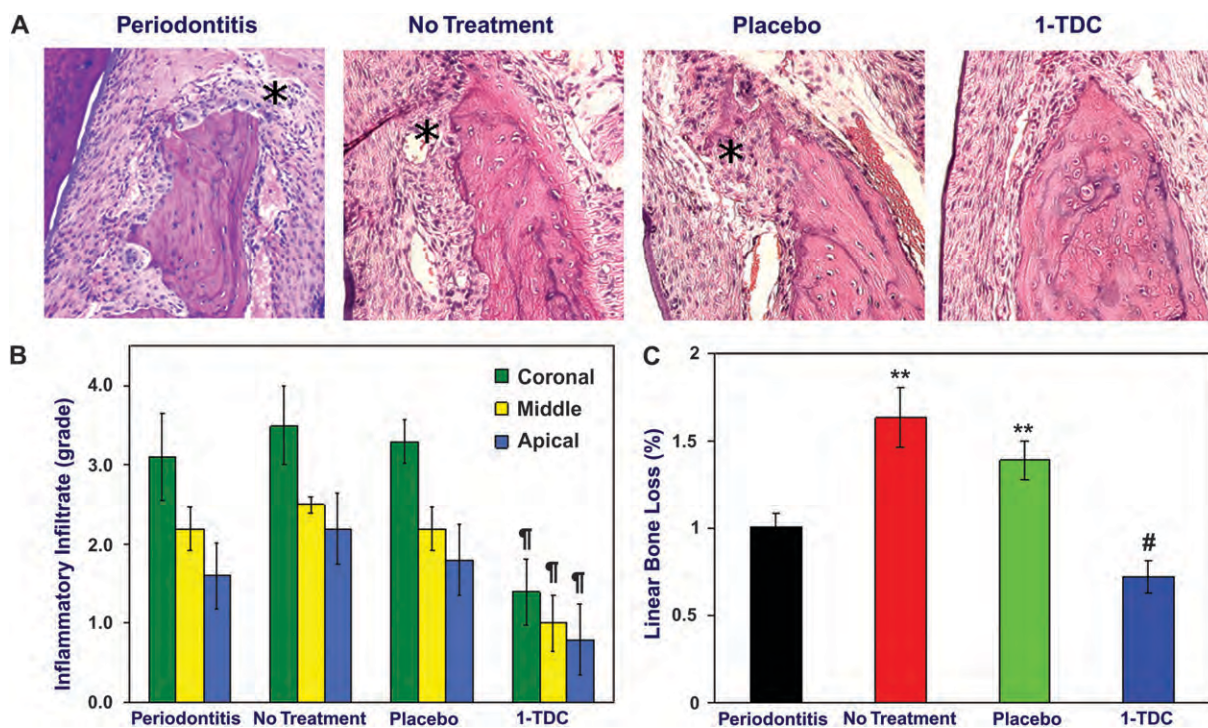 A Periodontitis No Treatment Placebo 1-TDC
* * *
B
Inflammatory Infiltrate (grade)
4.0
3.0
2.0
1.0
0.0
Coronal
Middle
Apical
¶ ¶ ¶
Periodontitis No Treatment Placebo 1-TDC
C
Linear Bone Loss (%)
2
1.5
1
0.5
0
**
**
#
Periodontitis No Treatment Placebo 1-TDC